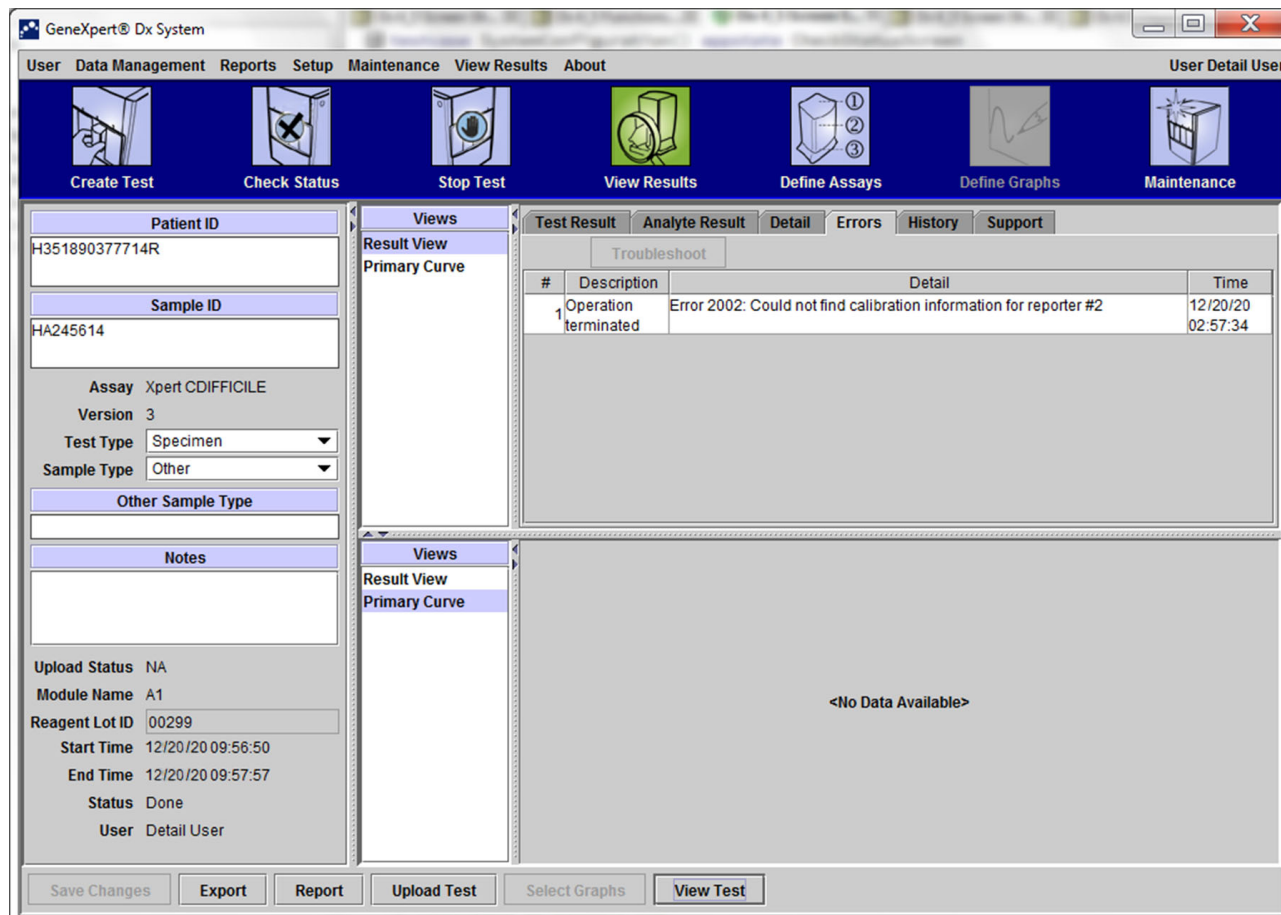 GeneXpert® Dx System
User Data Management Reports Setup Maintenance View Results About User Detail User
①
②
③
Create Test Check Status Stop Test View Results Define Assays Define Graphs Maintenance
Patient ID
H351890377714R
Sample ID
HA245614
Assay Xpert CDIFFICILE
Version 3
Test Type Specimen
Sample Type Other
Other Sample Type
Notes
Upload Status NA
Module Name A1
Reagent Lot ID 00299
Start Time 12/20/20 09:56:50
End Time 12/20/20 09:57:57
Status Done
User Detail User
Views
Result View
Primary Curve
Test Result Analyte Result Detail Errors History Support
Troubleshoot
# Description Detail Time
1 Operation terminated Error 2002: Could not find calibration information for reporter #2 12/20/20
02:57:34
Views
Result View
Primary Curve
<No Data Available>
Save Changes Export Report Upload Test Select Graphs View Test